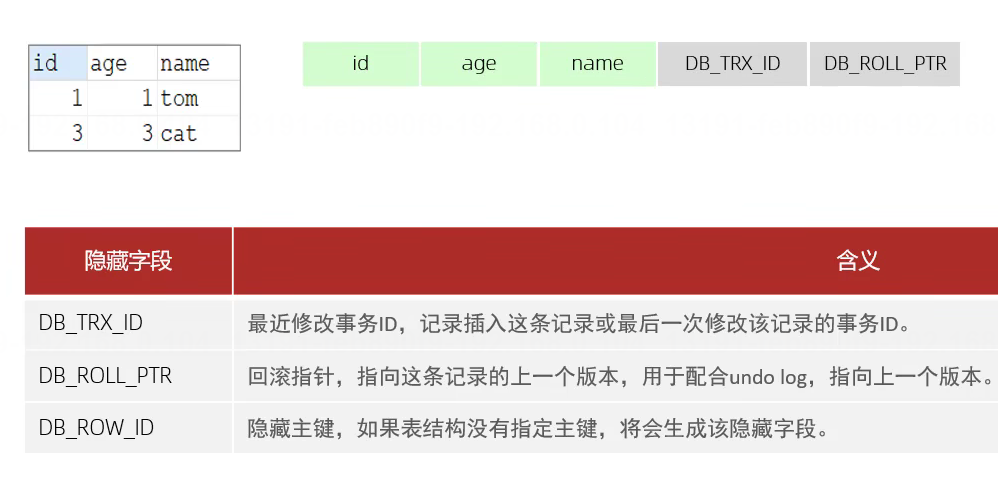 id age name
1 1 tom
3 3 cat
id age name DB_TRX_ID DB_ROLL_PTR
隐藏字段 含义
DB_TRX_ID 最近修改事务ID，记录插入这条记录或最后一次修改该记录的事务ID。
DB_ROLL_PTR 回滚指针，指向这条记录的上一个版本，用于配合undo log，指向上一个版本。
DB_ROW_ID 隐藏主键，如果表结构没有指定主键，将会生成该隐藏字段。